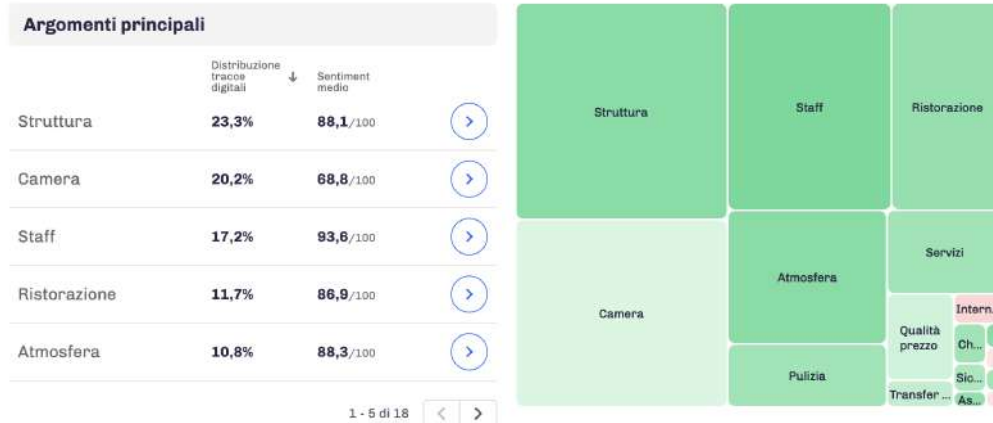 Argomenti principali
Distribuzione
tracce
digitali
Sentiment
medio
Struttura 23,3% 88,1/100
Camera 20,2% 68,8/100
Staff 17,2% 93,6/100
Ristorazione 11,7% 86,9/100
Atmosfera 10,8% 88,3/100
1 - 5 di 18
Struttura
Staff
Ristorazione
Camera
Atmosfera
Servizi
Pulizia
Qualità
prezzo
Intern.
Ch...
Sic...
Transfer ...
As...